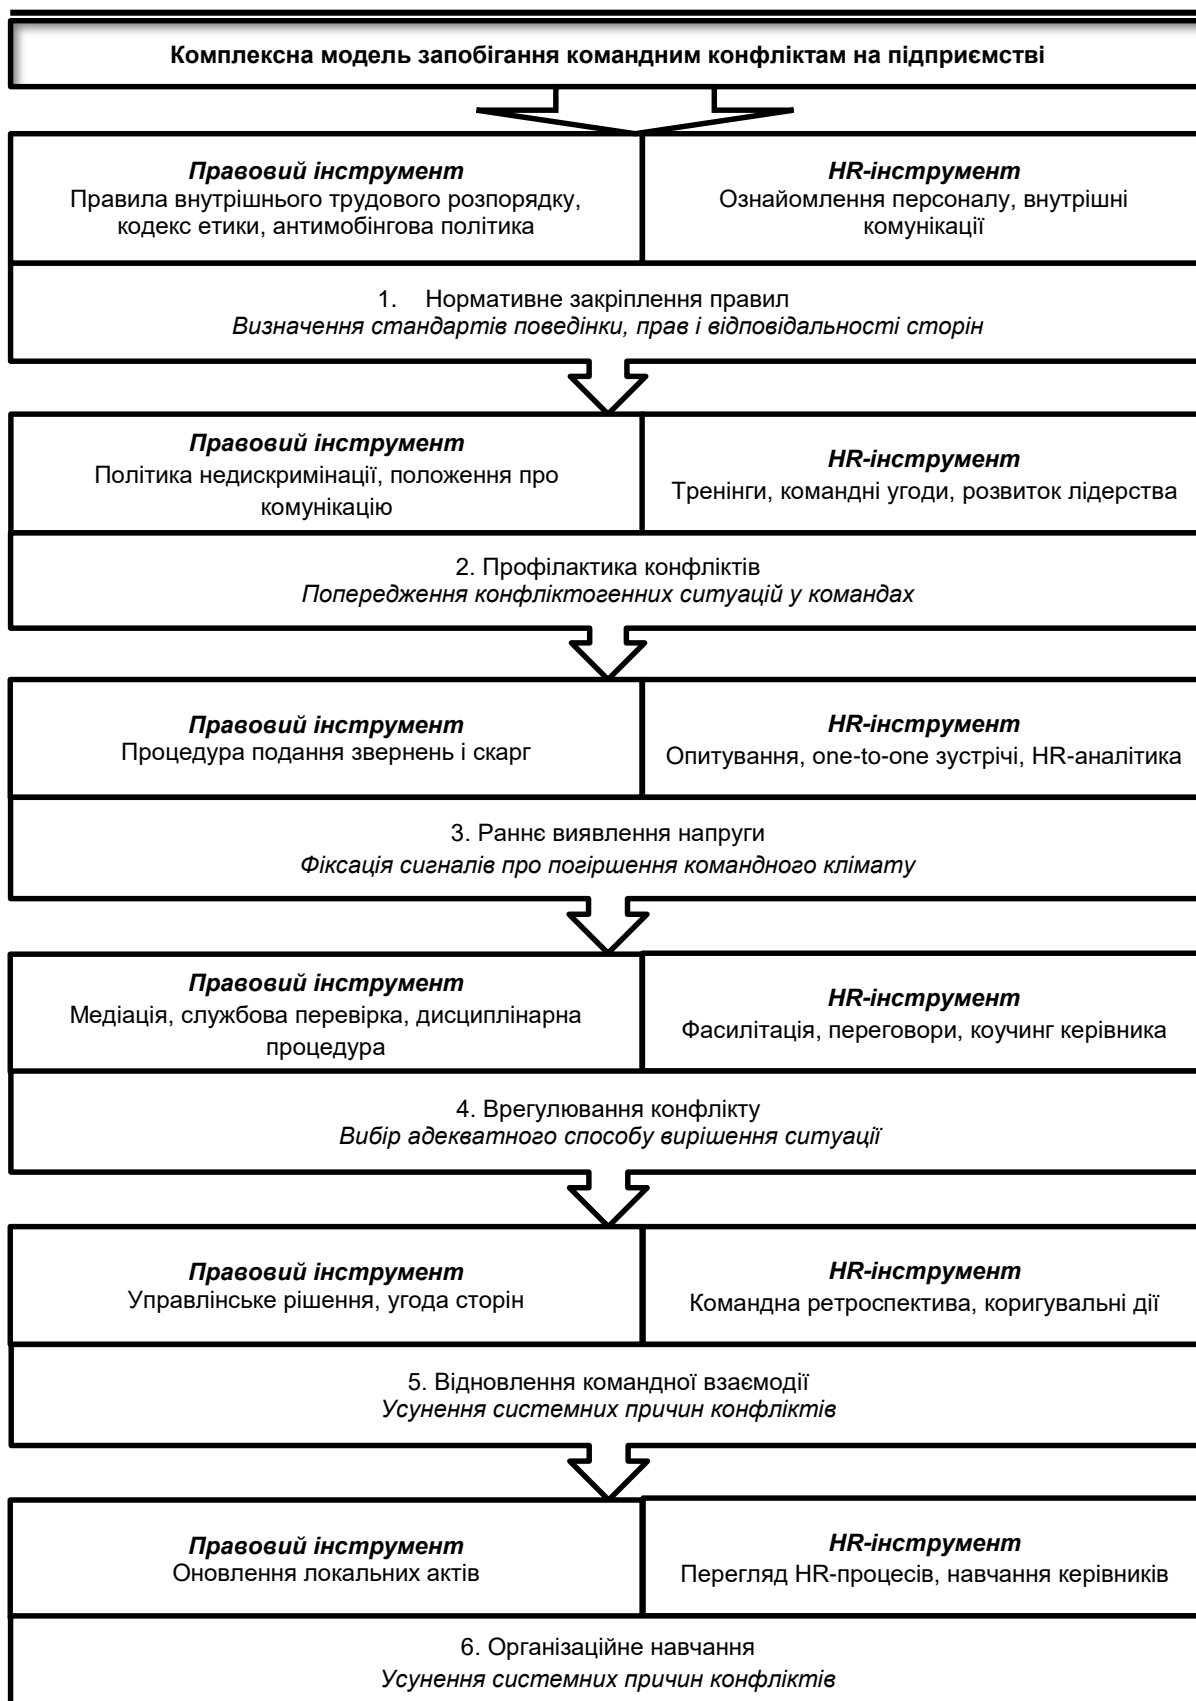 Комплексна модель запобігання командним конфліктам на підприємстві
Правовий інструмент
Правила внутрішнього трудового розпорядку,
кодекс етики, антимобінгова політика
HR-інструмент
Ознайомлення персоналу, внутрішні
комунікації
1. Нормативне закріплення правил
Визначення стандартів поведінки, прав і відповідальності сторін
Правовий інструмент
Політика недискримінації, положення про
комунікацію
HR-інструмент
Тренінги, командні угоди, розвиток лідерства
2. Профілактика конфліктів
Попередження конфліктогенних ситуацій у командах
Правовий інструмент
Процедура подання звернень і скарг
HR-інструмент
Опитування, one-to-one зустрічі, HR-аналітика
3. Раннє виявлення напруги
Фіксація сигналів про погіршення командного клімату
Правовий інструмент
Медіація, службова перевірка, дисциплінарна
процедура
HR-інструмент
Фасилітація, переговори, коучинг керівника
4. Врегулювання конфлікту
Вибір адекватного способу вирішення ситуації
Правовий інструмент
Управлінське рішення, угода сторін
HR-інструмент
Командна ретроспектива, коригувальні дії
5. Відновлення командної взаємодії
Усунення системних причин конфліктів
Правовий інструмент
Оновлення локальних актів
HR-інструмент
Перегляд HR-процесів, навчання керівників
6. Організаційне навчання
Усунення системних причин конфліктів